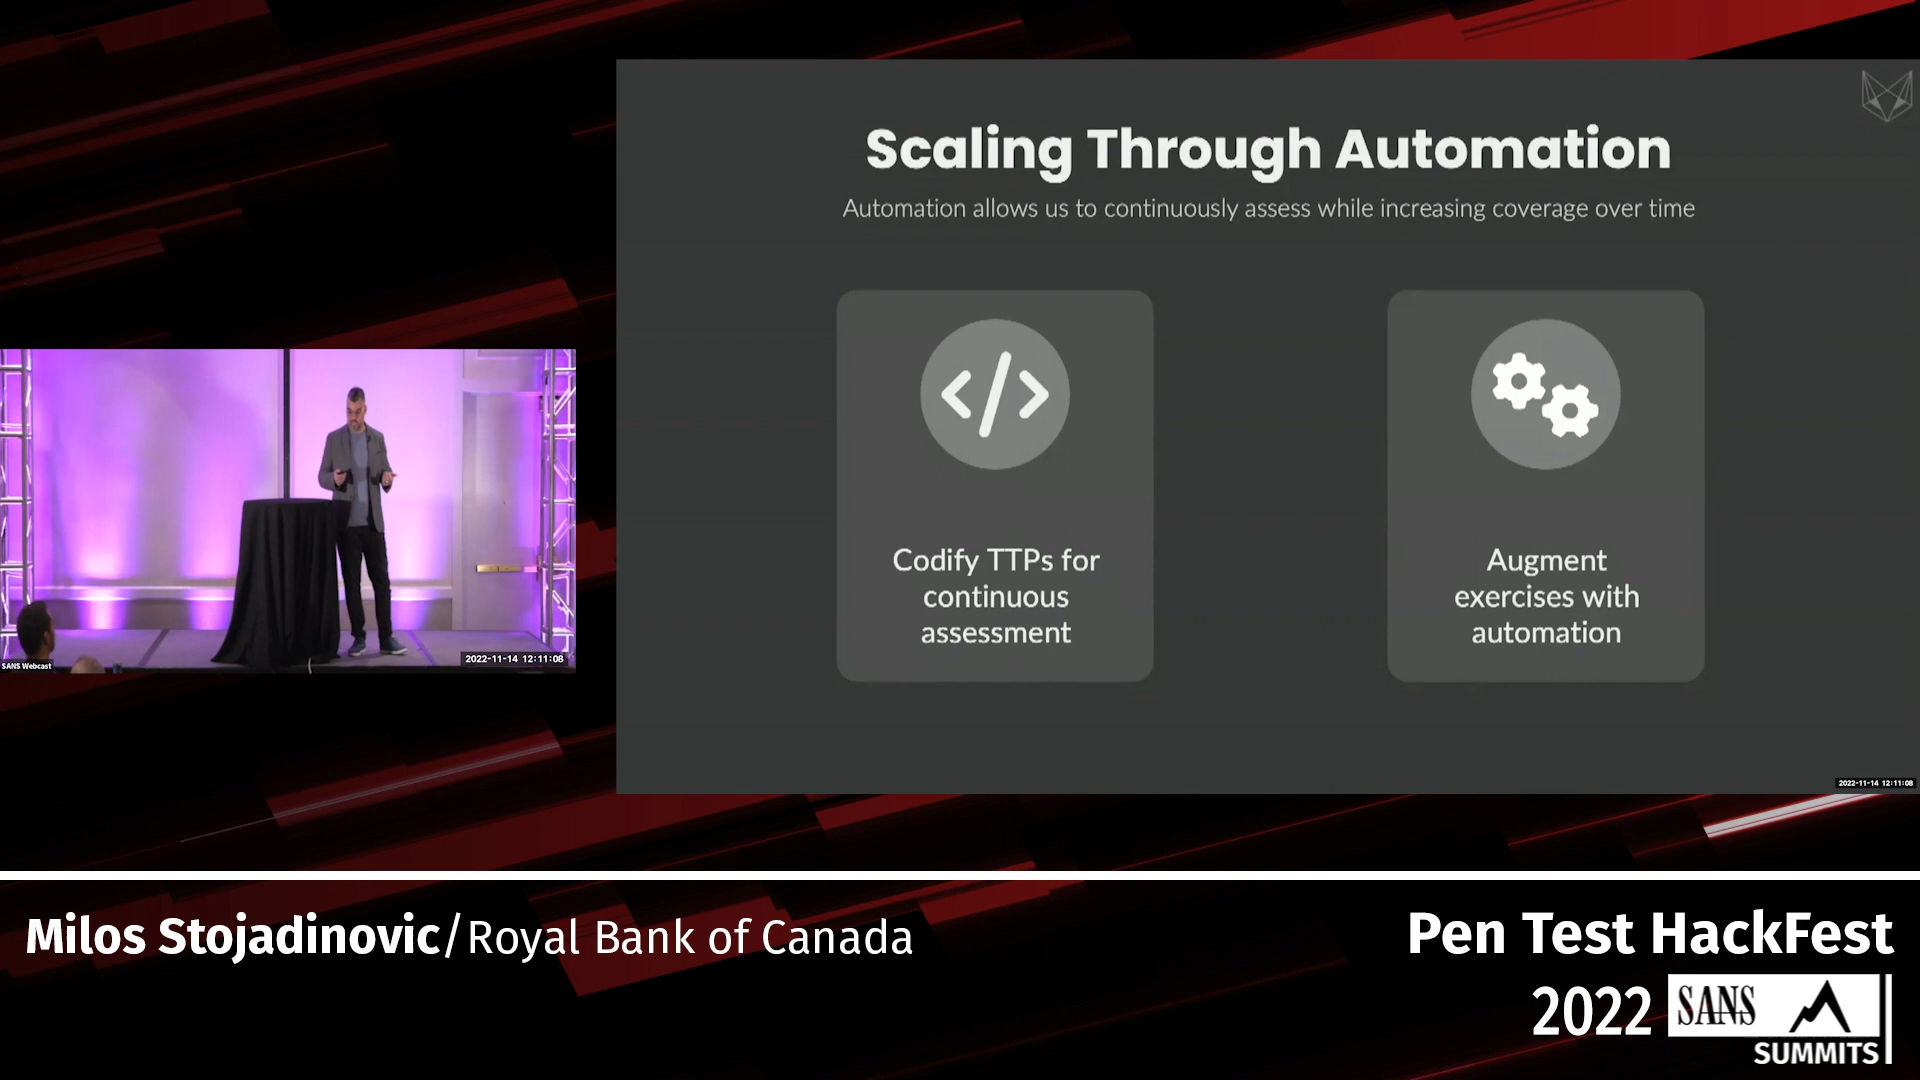 Scaling Through Automation
Automation allows us to continuously assess while increasing coverage over time
Codify TTPs for
continuous
assessment
Augment
exercises with
automation
SANS Webcast
2022-11-14 12:11:08
2022-11-14 12:11:08
Milos Stojadinovic/Royal Bank of Canada
Pen Test HackFest
2022
SANS
SUMMITS